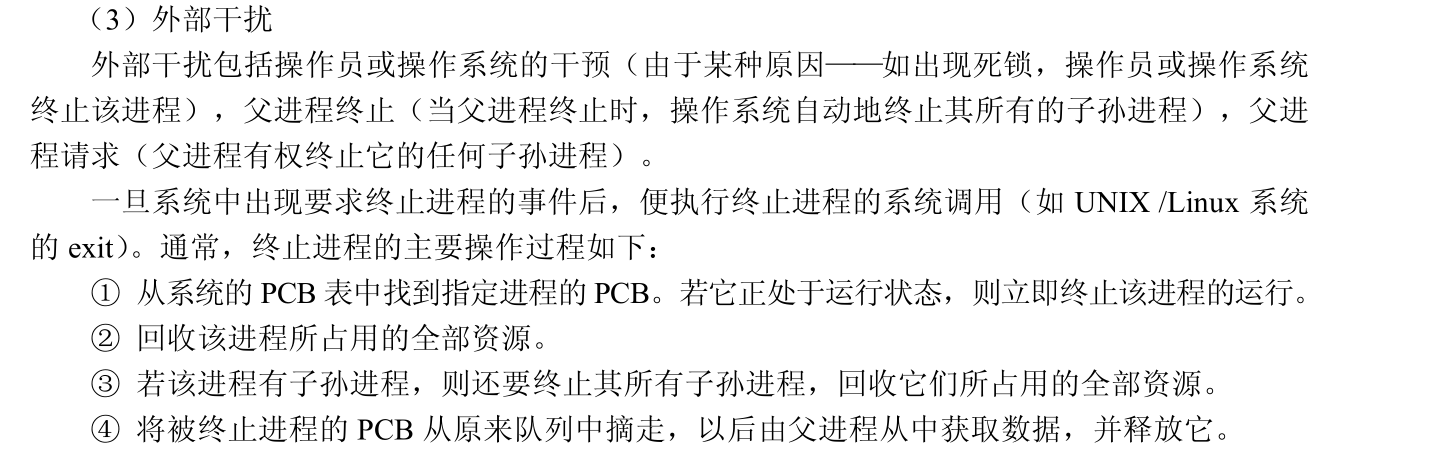 （3）外部干扰
外部干扰包括操作员或操作系统的干预（由于某种原因——如出现死锁，操作员或操作系统
终止该进程），父进程终止（当父进程终止时，操作系统自动地终止其所有的子孙进程），父进
程请求（父进程有权终止它的任何子孙进程）。
一旦系统中出现要求终止进程的事件后，便执行终止进程的系统调用（如 UNIX /Linux 系统
的 exit）。通常，终止进程的主要操作过程如下：
① 从系统的 PCB 表中找到指定进程的 PCB。若它正处于运行状态，则立即终止该进程的运行。
② 回收该进程所占用的全部资源。
③ 若该进程有子孙进程，则还要终止其所有子孙进程，回收它们所占用的全部资源。
④ 将被终止进程的 PCB 从原来队列中摘走，以后由父进程从中获取数据，并释放它。